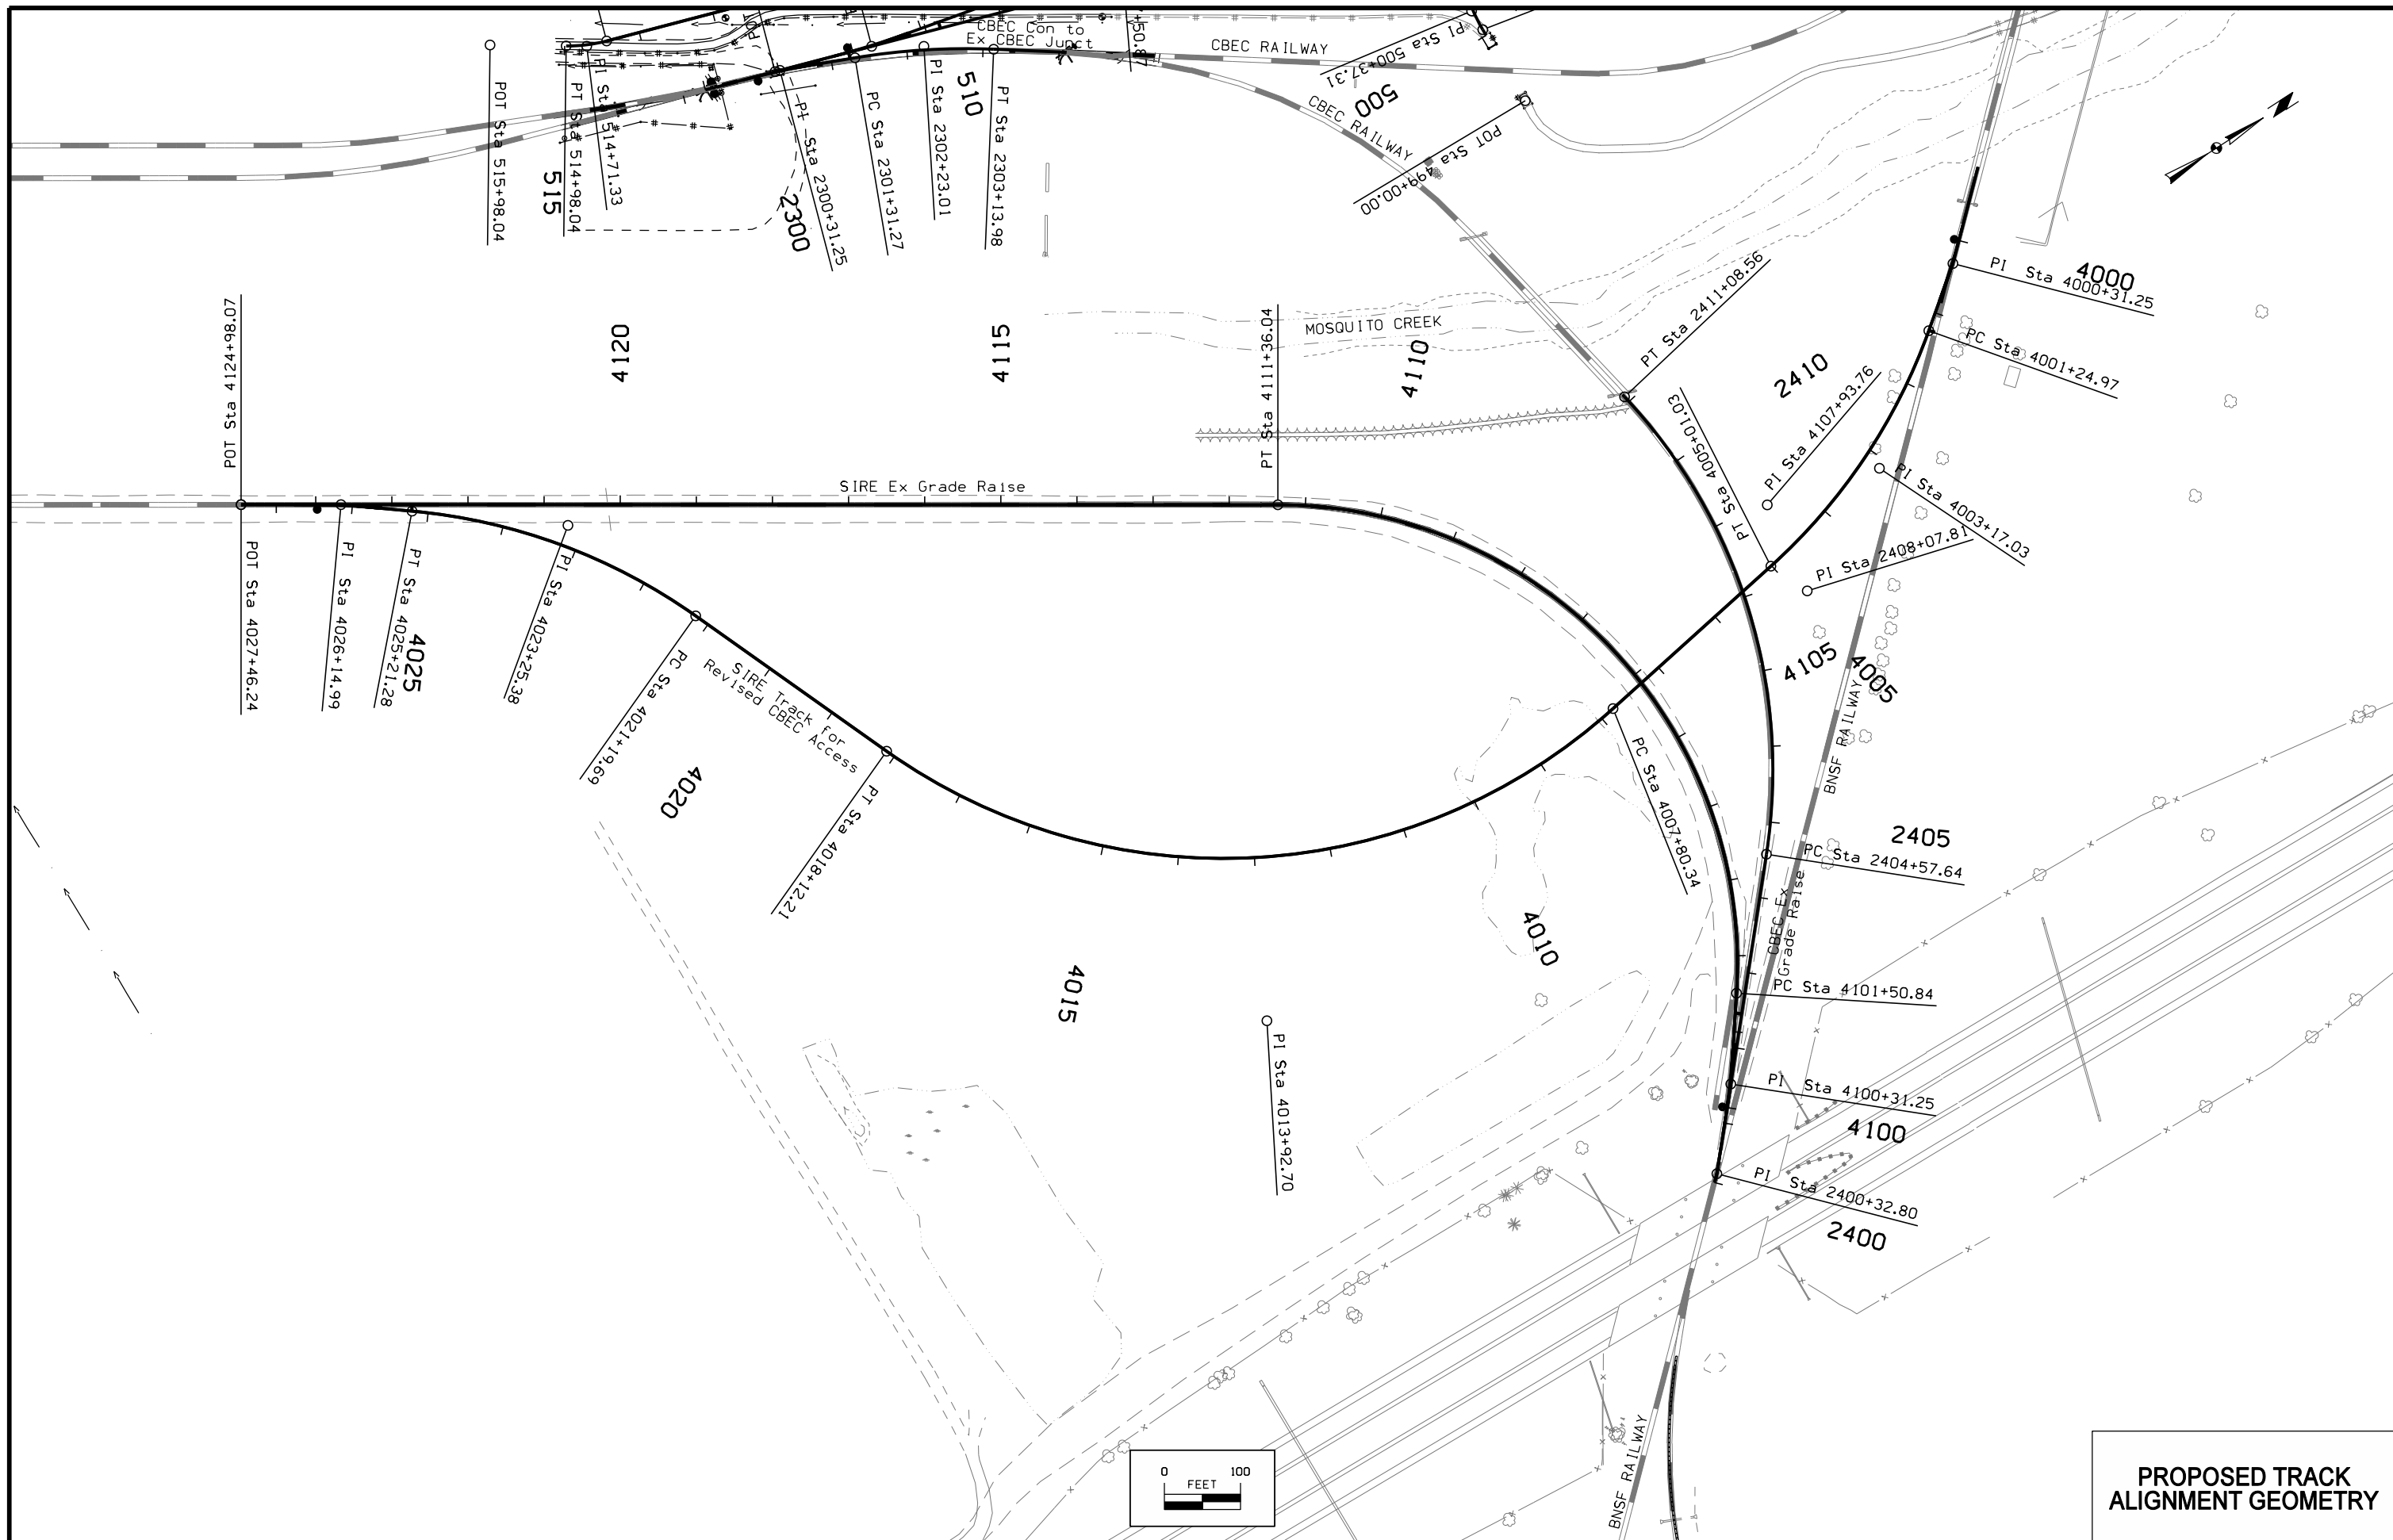 CBEC Con to
Ex CBEC Junct
+50.87
CBEC RAILWAY
PI Sta 500+37.31
500
CBEC RAILWAY
POT Sta 499+00.00
POT Sta 515+98.04
515
PT Sta 514+98.04
PI Sta 514+71.33
2300
PI Sta 2300+31.25
PC Sta 2301+31.27
PI Sta 2302+23.01
510
PT Sta 2303+13.98
POT Sta 4124+98.07
4120
4115
PT Sta 4111+36.04
MOSQUITO CREEK
4110
PT Sta 2411+08.56
2410
PI Sta 4000+31.25
4000
PC Sta 4001+24.97
PI Sta 4107+93.76
PT Sta 4005+01.03
PI Sta 4003+17.03
PI Sta 2408+07.81
SIRE Ex Grade Raise
POT Sta 4027+46.24
PI Sta 4026+14.99
PT Sta 4025+21.28
4025
PI Sta 4023+25.38
PC Sta 4021+19.69
SIRE Track for
Revised CBEC Access
4020
PT Sta 4018+12.21
4105
4005
BNSF RAILWAY
PC Sta 4007+80.34
2405
PC Sta 2404+57.64
CBEC Ex
Grade Raise
4010
4015
PC Sta 4101+50.84
PI Sta 4013+92.70
PI Sta 4100+31.25
4100
PI Sta 2400+32.80
2400
BNSF RAILWAY
0 100
FEET
PROPOSED TRACK
ALIGNMENT GEOMETRY